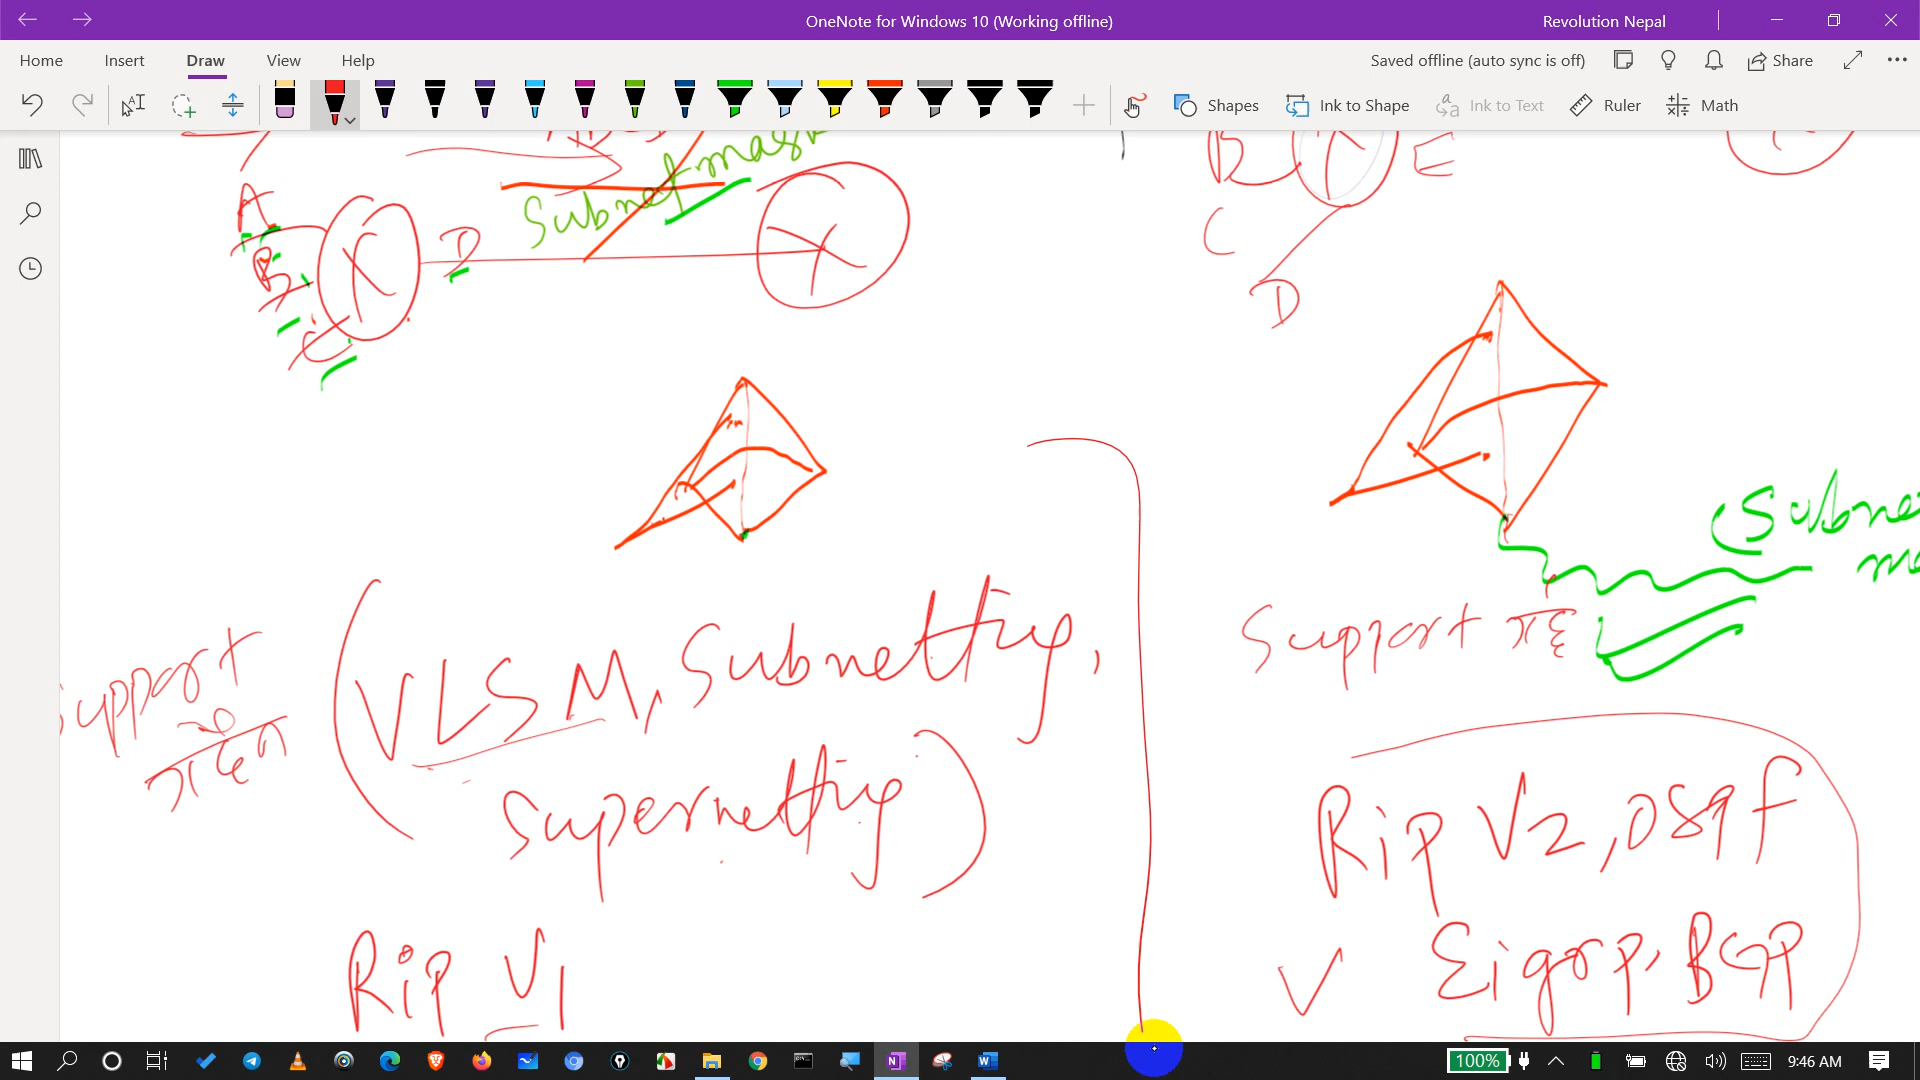 OneNote for Windows 10 (Working offline)
Revolution Nepal
Home Insert Draw View Help
Saved offline (auto sync is off)
Share
Shapes
Ink to Shape
Ink to Text
Ruler
Math
Subnet mask
A
B
C
D
B
E
C
D
Subne
Support
(VLSM, Subnetting,
Supernetting)
Rip V1
Support
Rip V2, OSPF
Eigrp, BGP
100%
9:46 AM